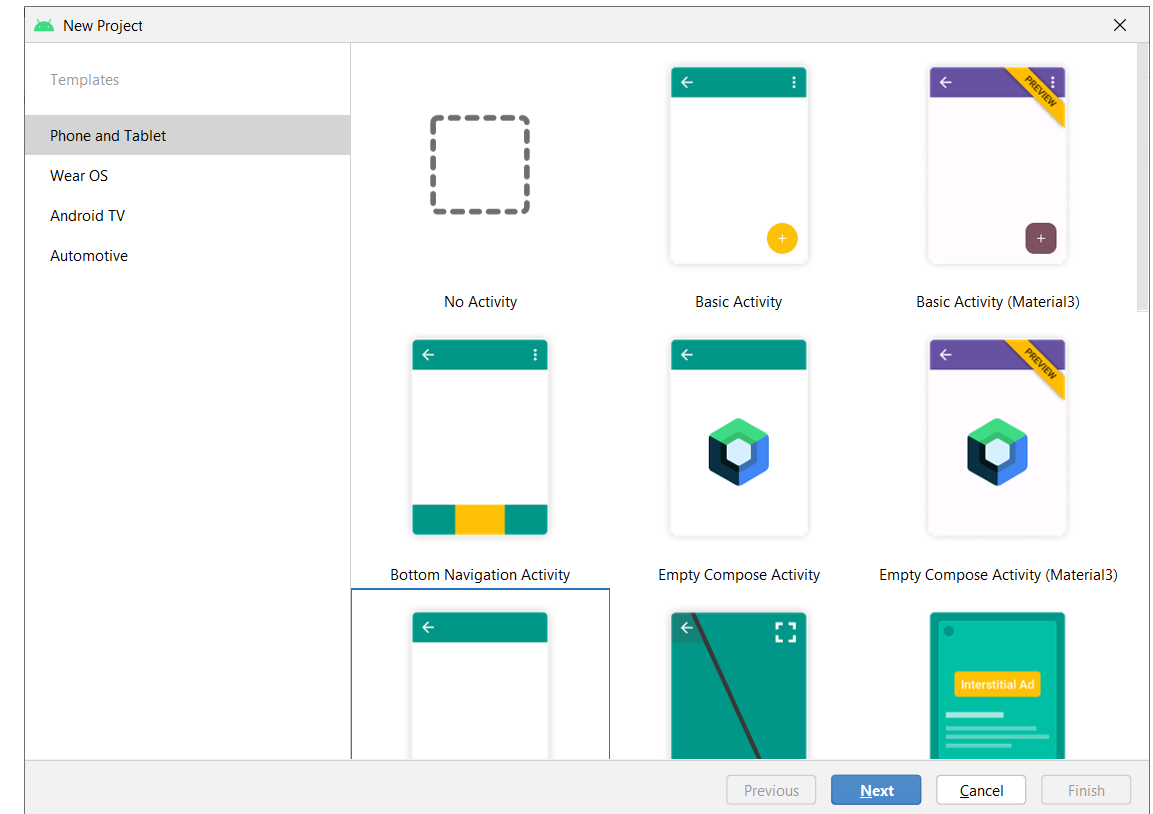 New Project
Templates
Phone and Tablet
Wear OS
Android TV
Automotive
PREVIEW
No Activity
Basic Activity
Basic Activity (Material3)
PREVIEW
Bottom Navigation Activity
Empty Compose Activity
Empty Compose Activity (Material3)
Interstitial Ad
Previous
Next
Cancel
Finish